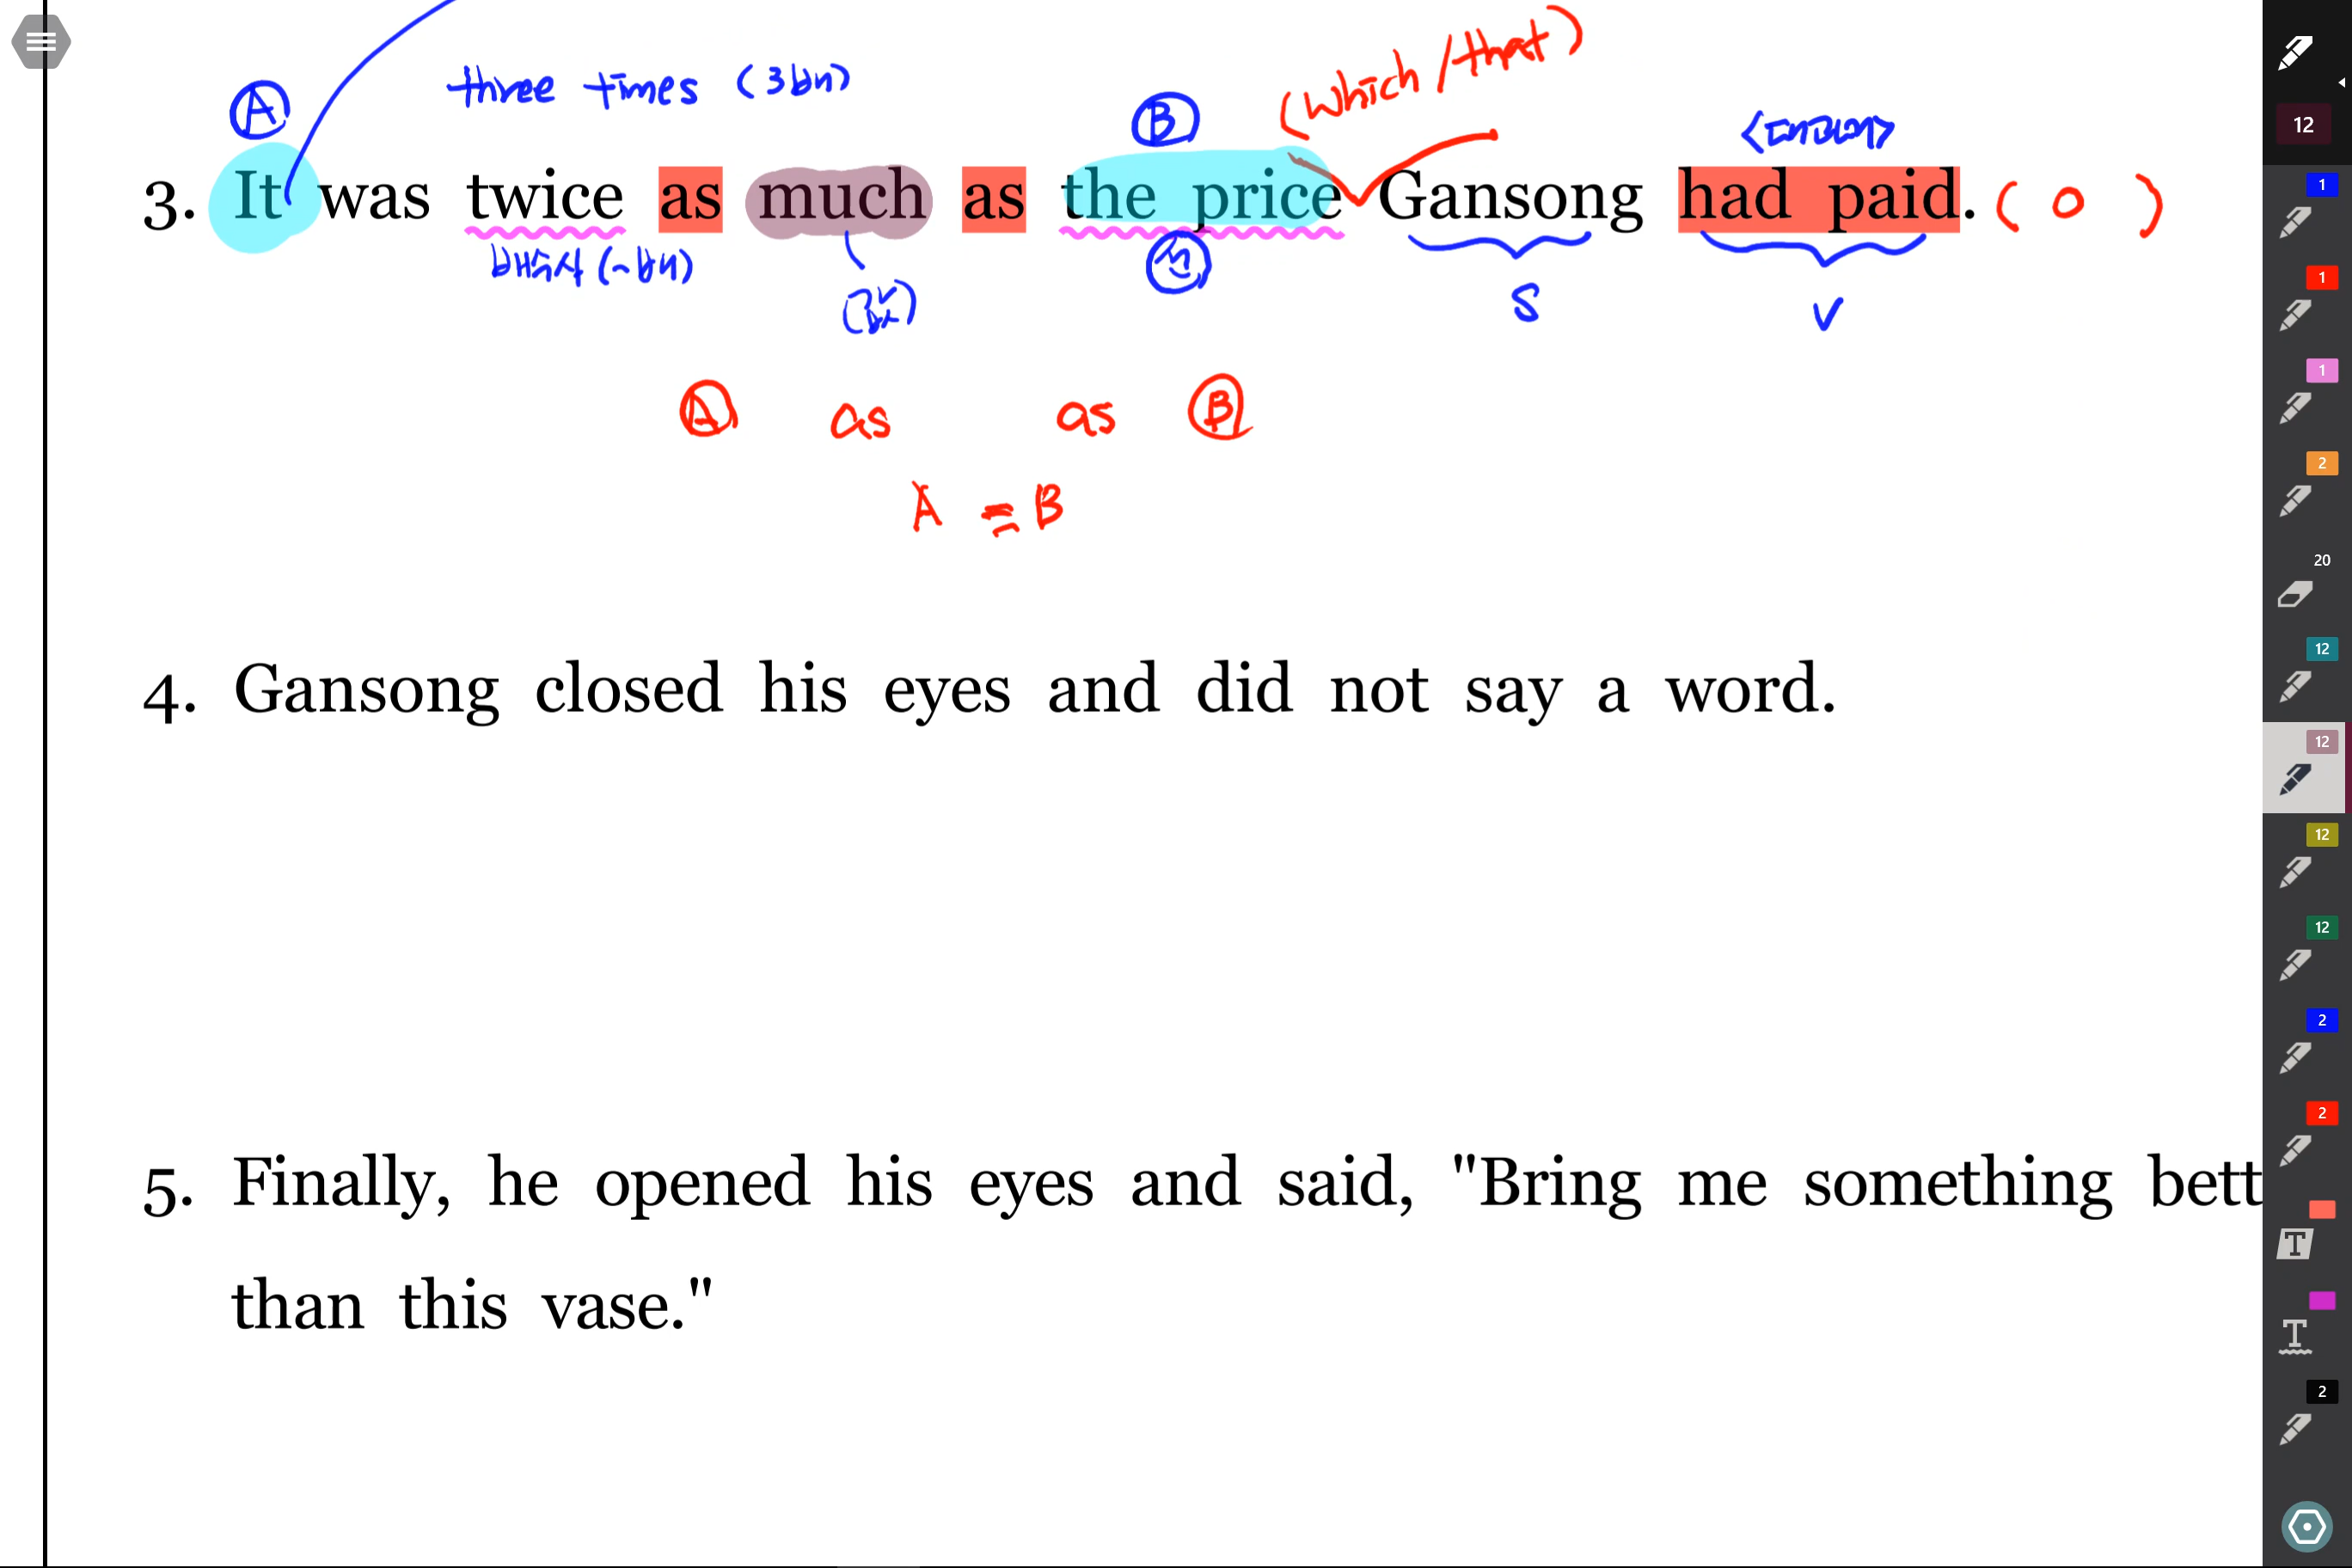 three times (3배)
(which/that)
Ⓐ
Ⓑ
<대과거>
3. It was twice as much as the price Gansong had paid. ( O )
배수사 (~배)
S
V
Ⓐ as as Ⓑ
A = B
4. Gansong closed his eyes and did not say a word.
5. Finally, he opened his eyes and said, "Bring me something bett
than this vase."
12
1
1
1
2
20
12
12
12
12
2
2
T
T
2